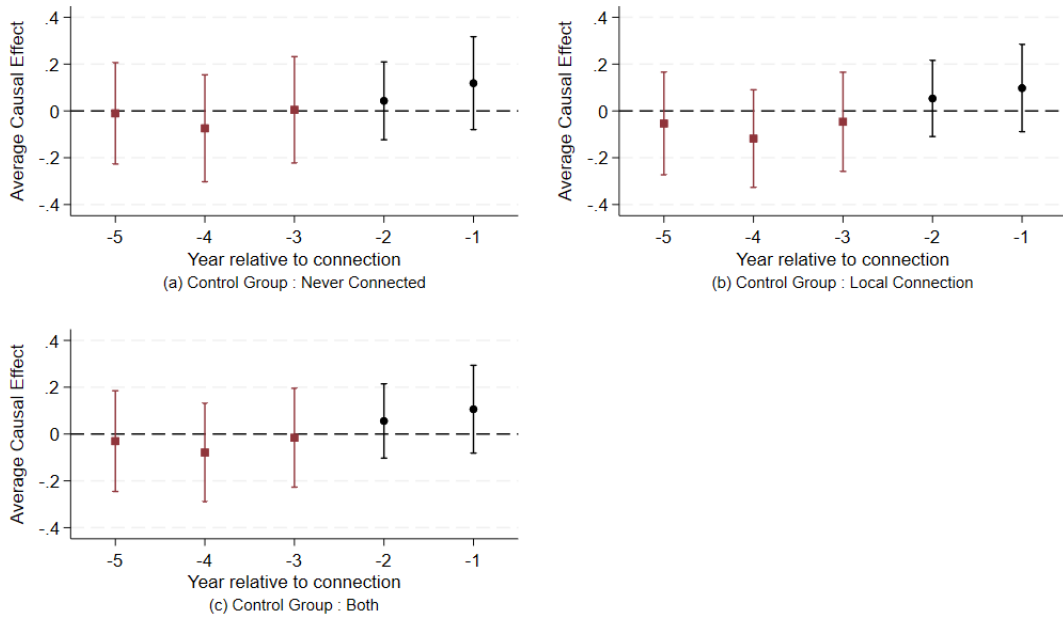 Average Causal Effect
.4
.2
0
-.2
-.4
-5 -4 -3 -2 -1
Year relative to connection
(a) Control Group : Never Connected
Average Causal Effect
.4
.2
0
-.2
-.4
-5 -4 -3 -2 -1
Year relative to connection
(b) Control Group : Local Connection
Average Causal Effect
.4
.2
0
-.2
-.4
-5 -4 -3 -2 -1
Year relative to connection
(c) Control Group : Both